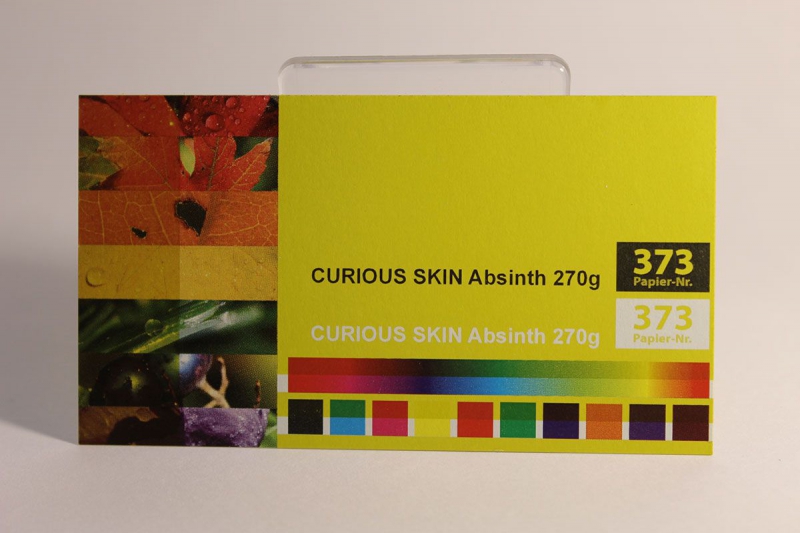 CURIOUS SKIN Absinth 270g
373
Papier-Nr.
CURIOUS SKIN Absinth 270g
373
Papier-Nr.